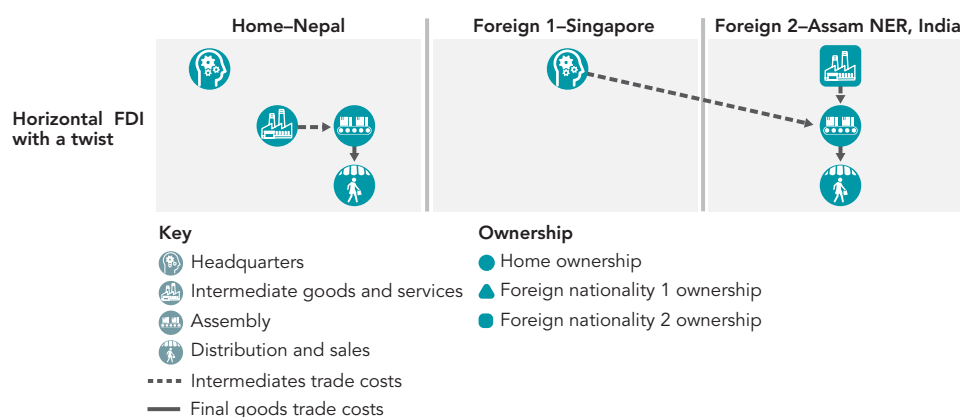 Home–Nepal
Foreign 1–Singapore
Foreign 2–Assam NER, India
Horizontal FDI
with a twist
Key
Headquarters
Intermediate goods and services
Assembly
Distribution and sales
Intermediates trade costs
Final goods trade costs
Ownership
Home ownership
Foreign nationality 1 ownership
Foreign nationality 2 ownership